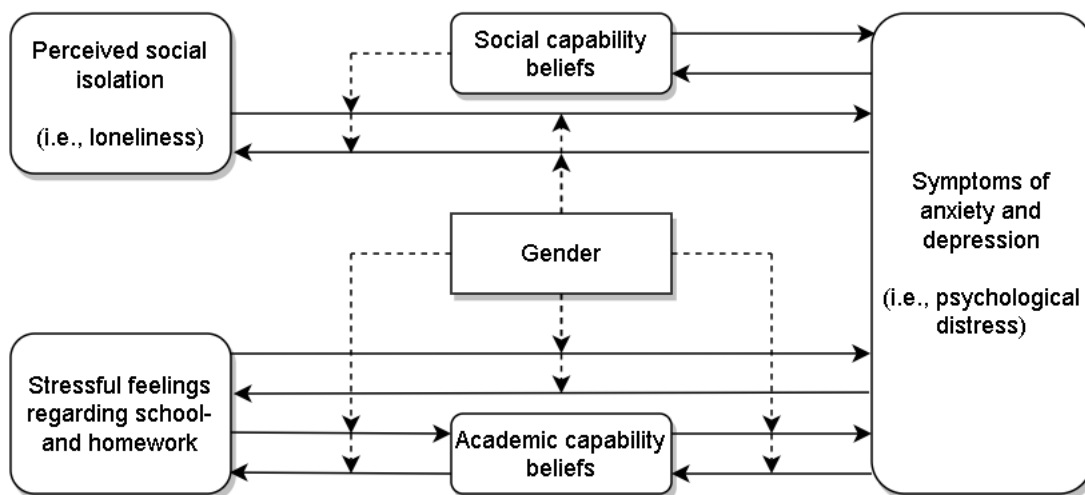 Perceived social
isolation
(i.e., loneliness)
Social capability
beliefs
Symptoms of
anxiety and
depression
(i.e., psychological
distress)
Gender
Stressful feelings
regarding school-
and homework
Academic capability
beliefs